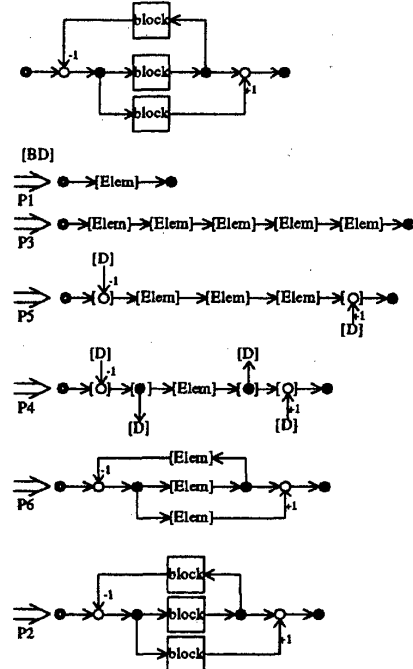 block
-1
block
block
+1
[BD]
P1 [Elem]
P3 [Elem] [Elem] [Elem] [Elem] [Elem]
[D]
-1
P5 [ ] [Elem] [Elem] [Elem] [ ]
+1
[D]
[D] [D]
-1
P4 [ ] [ ] [Elem] [ ] [ ]
+1
[D] [D]
[Elem]
-1
P6 [Elem]
[Elem] +1
block
-1
P2 block
block +1